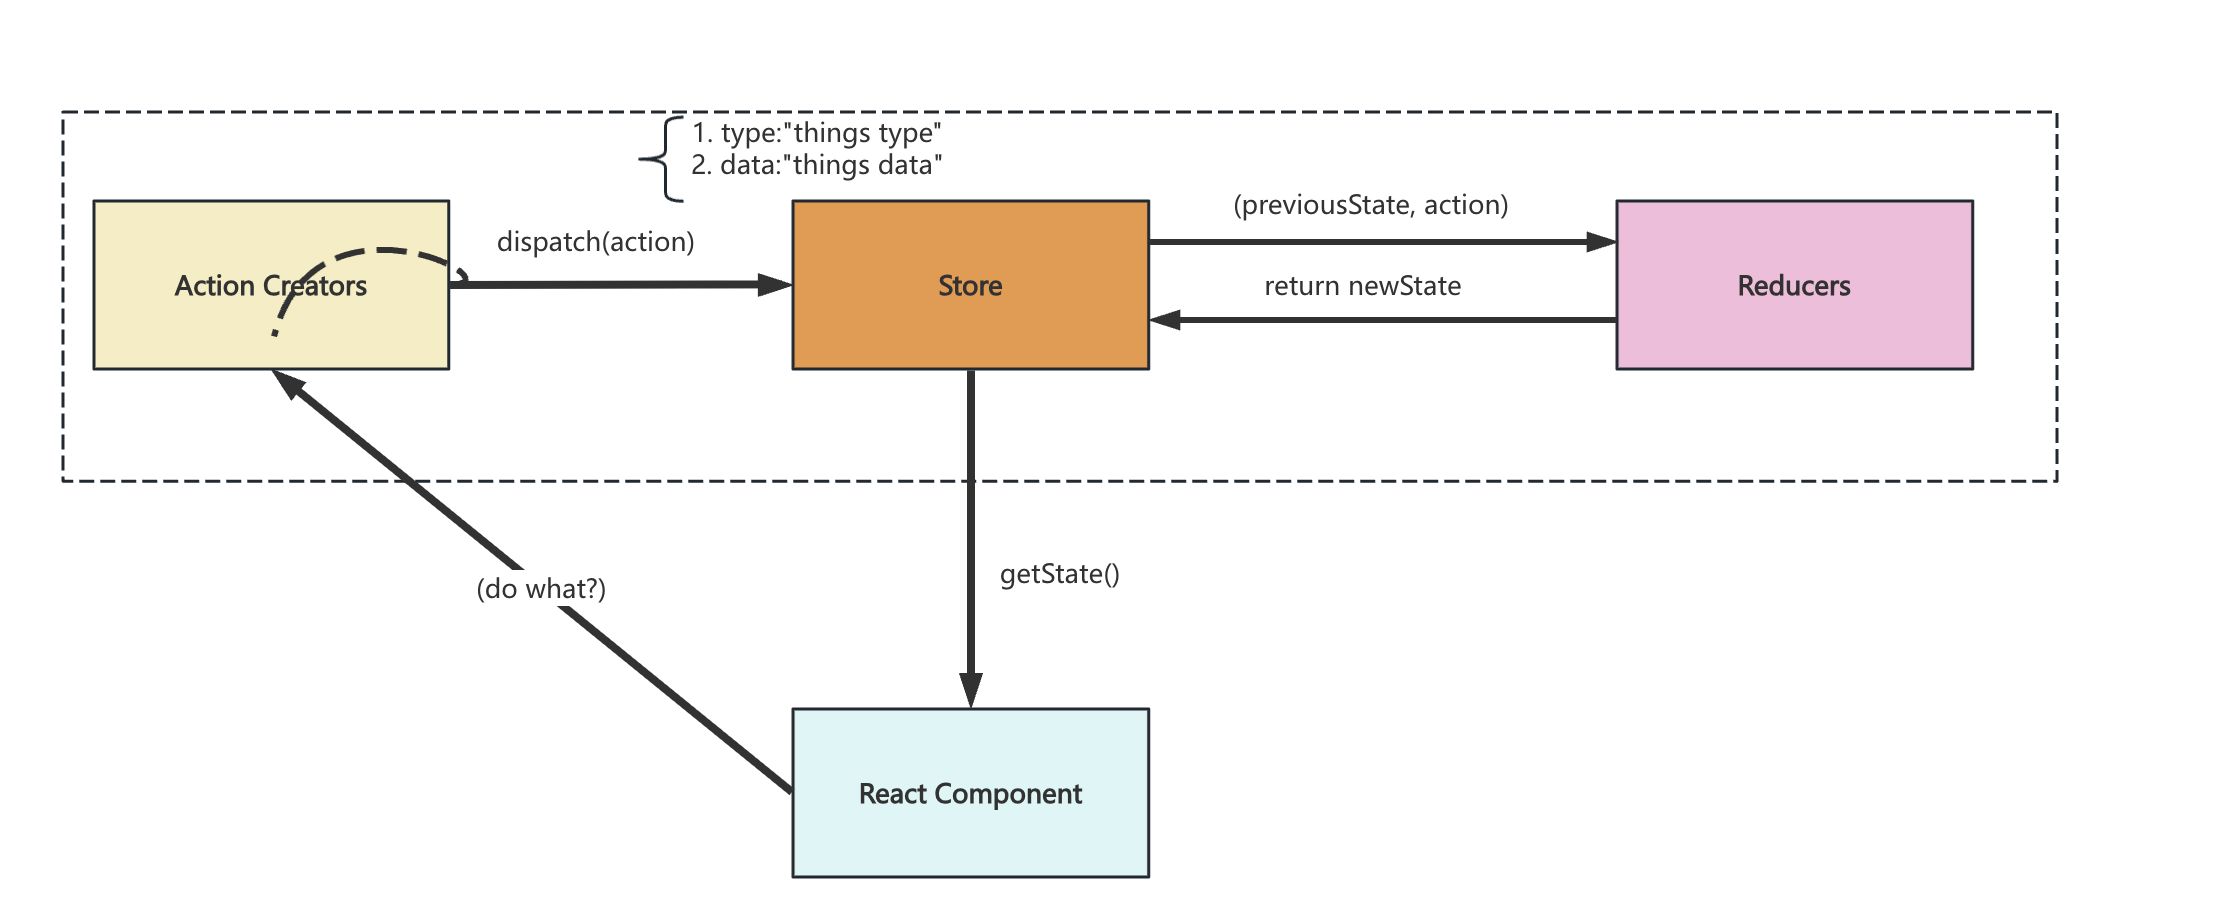 1. type:"things type"
2. data:"things data"
(previousState, action)
dispatch(action)
Action Creators
Store
return newState
Reducers
getState()
(do what?)
React Component